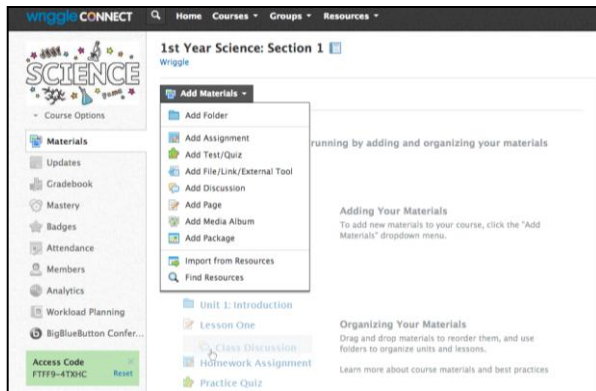 wriggle CONNECT
Home Courses Groups Resources
SCIENCE
1st Year Science: Section 1
Wriggle
Course Options
Materials
Updates
Gradebook
Mastery
Badges
Attendance
Members
Analytics
Workload Planning
BigBlueButton Confer...
Access Code
FTFF9-4TXHC Reset
Add Materials
Add Folder
Add Assignment
Add Test/Quiz
Add File/Link/External Tool
Add Discussion
Add Page
Add Media Album
Add Package
Import from Resources
Find Resources
running by adding and organizing your materials
Adding Your Materials
To add new materials to your course, click the "Add
Materials" dropdown menu.
Unit 1: Introduction
Lesson One
Class Discussion
Homework Assignment
Practice Quiz
Organizing Your Materials
Drag and drop materials to reorder them, and use
folders to organize units and lessons.
Learn more about course materials and best practices